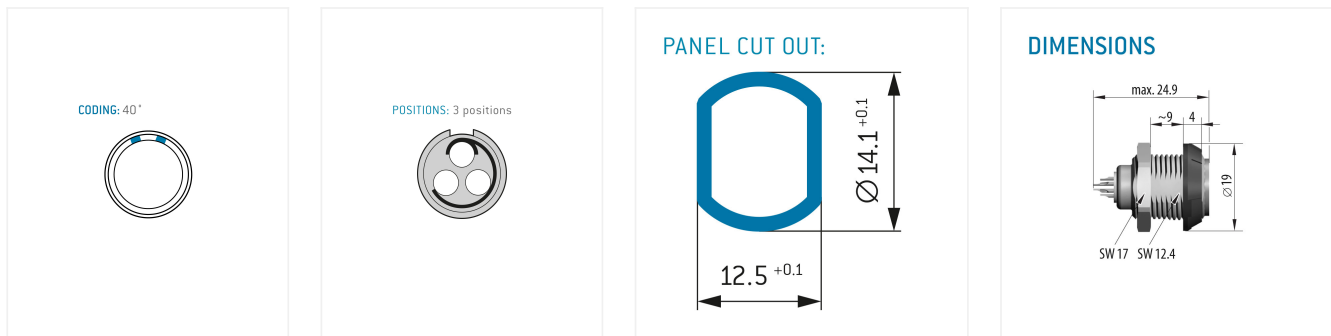 CODING: 40°
POSITIONS: 3 positions
PANEL CUT OUT:
Ø 14.1 +0.1
12.5 +0.1
DIMENSIONS
max. 24.9
~9
4
Ø 19
SW 17
SW 12.4